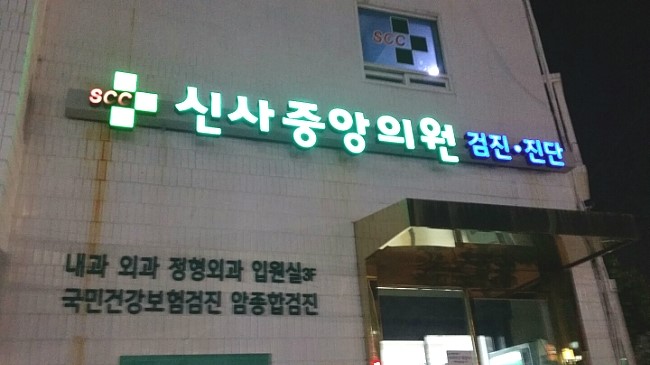 SCC
SCC 신사중앙의원 검진·진단
내과 외과 정형외과 입원실3F
국민건강보험검진 암종합검진